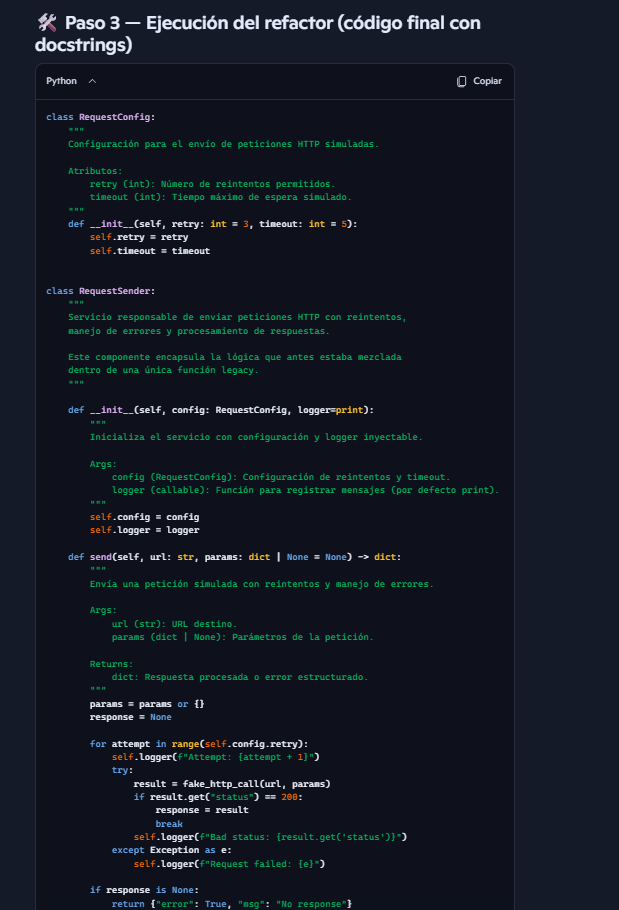 🛠 Paso 3 — Ejecución del refactor (código final con
docstrings)
Python
Copiar
class RequestConfig:
    """
    Configuración para el envío de peticiones HTTP simuladas.

    Atributos:
        retry (int): Número de reintentos permitidos.
        timeout (int): Tiempo máximo de espera simulado.
    """
    def __init__(self, retry: int = 3, timeout: int = 5):
        self.retry = retry
        self.timeout = timeout


class RequestSender:
    """
    Servicio responsable de enviar peticiones HTTP con reintentos,
    manejo de errores y procesamiento de respuestas.

    Este componente encapsula la lógica que antes estaba mezclada
    dentro de una única función legacy.
    """

    def __init__(self, config: RequestConfig, logger=print):
        """
        Inicializa el servicio con configuración y logger inyectable.

        Args:
            config (RequestConfig): Configuración de reintentos y timeout.
            logger (callable): Función para registrar mensajes (por defecto print).
        """
        self.config = config
        self.logger = logger

    def send(self, url: str, params: dict | None = None) -> dict:
        """
        Envía una petición simulada con reintentos y manejo de errores.

        Args:
            url (str): URL destino.
            params (dict | None): Parámetros de la petición.

        Returns:
            dict: Respuesta procesada o error estructurado.
        """
        params = params or {}
        response = None

        for attempt in range(self.config.retry):
            self.logger(f"Attempt: {attempt + 1}")
            try:
                result = fake_http_call(url, params)
                if result.get("status") == 200:
                    response = result
                    break
                self.logger(f"Bad status: {result.get('status')}")
            except Exception as e:
                self.logger(f"Request failed: {e}")

        if response is None:
            return {"error": True, "msg": "No response"}